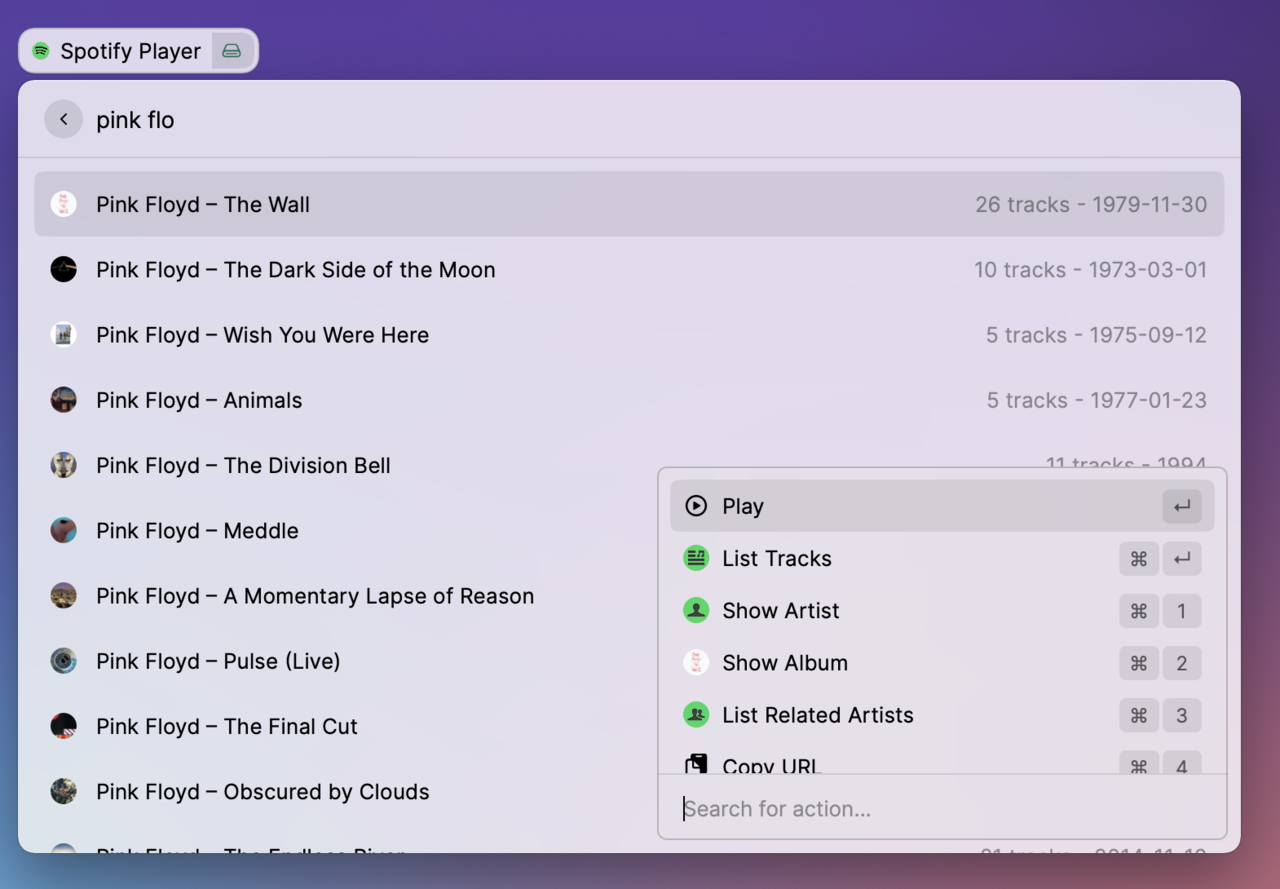 Spotify Player
pink flo
Pink Floyd – The Wall 26 tracks - 1979-11-30
Pink Floyd – The Dark Side of the Moon 10 tracks - 1973-03-01
Pink Floyd – Wish You Were Here 5 tracks - 1975-09-12
Pink Floyd – Animals 5 tracks - 1977-01-23
Pink Floyd – The Division Bell 11 tracks - 1994
Pink Floyd – Meddle
Pink Floyd – A Momentary Lapse of Reason
Pink Floyd – Pulse (Live)
Pink Floyd – The Final Cut
Pink Floyd – Obscured by Clouds
Pink Floyd – The Endless River
Play ↵
List Tracks ⌘ ↵
Show Artist ⌘ 1
Show Album ⌘ 2
List Related Artists ⌘ 3
Copy URL ⌘ 4
Search for action...